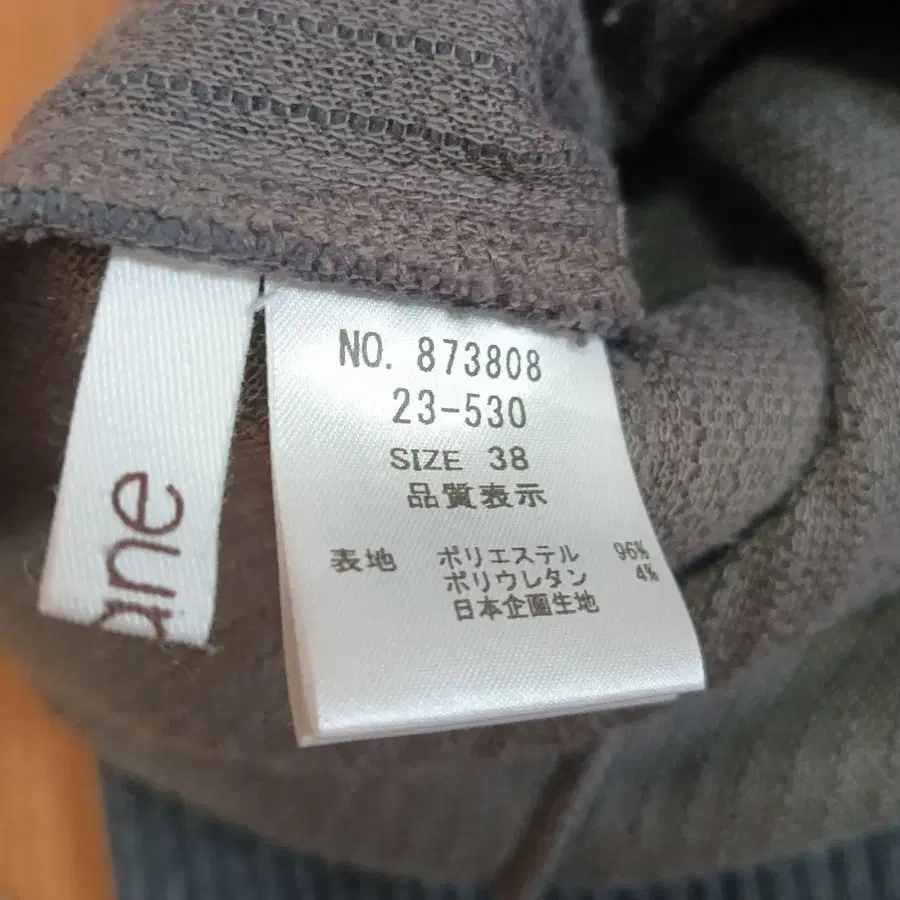 NO. 873808
23-530
SIZE 38
品質表示
表地 ポリエステル 96%
ポリウレタン 4%
日本企画生地
ane